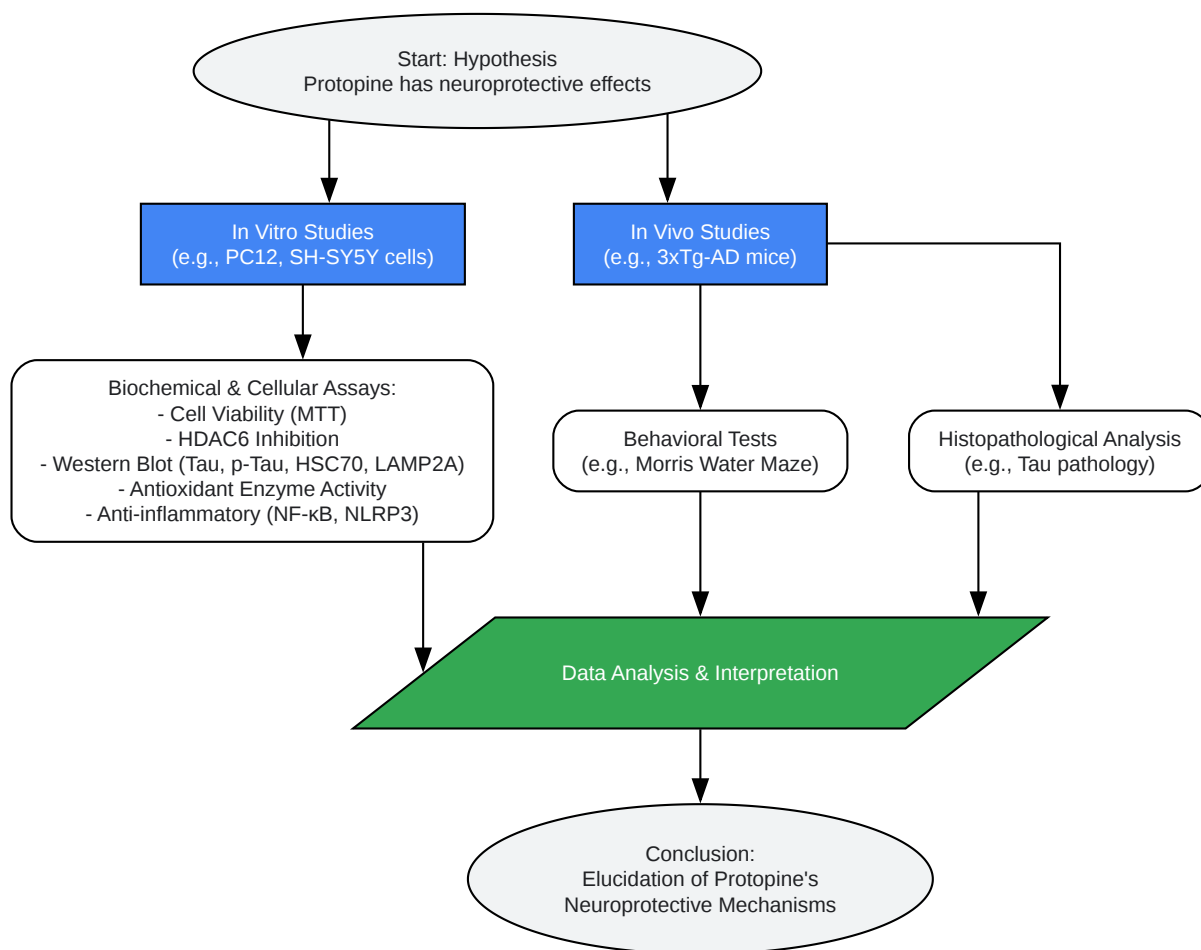 Start: Hypothesis
Protopine has neuroprotective effects
In Vitro Studies
(e.g., PC12, SH-SY5Y cells)
In Vivo Studies
(e.g., 3xTg-AD mice)
Biochemical & Cellular Assays:
- Cell Viability (MTT)
- HDAC6 Inhibition
- Western Blot (Tau, p-Tau, HSC70, LAMP2A)
- Antioxidant Enzyme Activity
- Anti-inflammatory (NF-κB, NLRP3)
Behavioral Tests
(e.g., Morris Water Maze)
Histopathological Analysis
(e.g., Tau pathology)
Data Analysis & Interpretation
Conclusion:
Elucidation of Protopine's
Neuroprotective Mechanisms